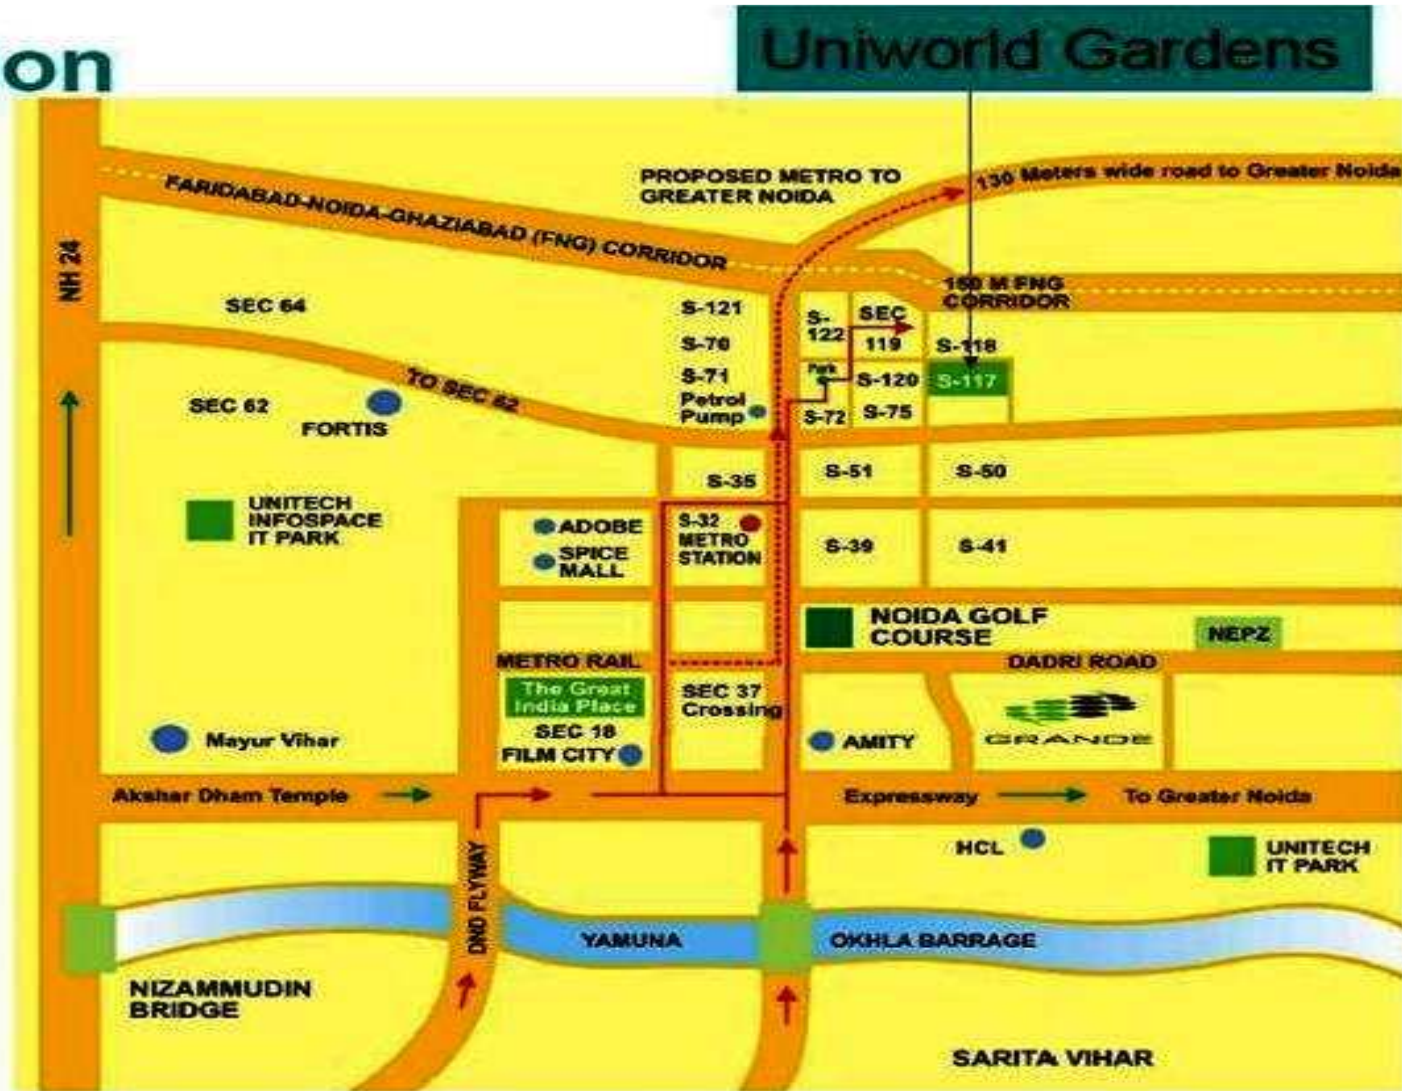 on
Uniworld Gardens
PROPOSED METRO TO
GREATER NOIDA
130 Meters wide road to Greater Noida
FARIDABAD-NOIDA-GHAZIABAD (FNG) CORRIDOR
NH 24
150 M FNG
CORRIDOR
SEC 64
S-121
S-
122
SEC
119
S-70
S-118
S-71
Park
S-120
S-117
TO SEC 62
SEC 62
FORTIS
Petrol
Pump
S-72
S-75
S-35
S-51
S-50
UNITECH
INFOSPACE
IT PARK
ADOBE
SPICE
MALL
S-32
METRO
STATION
S-39
S-41
NOIDA GOLF
COURSE
NEPZ
METRO RAIL
DADRI ROAD
The Great
India Place
SEC 18
FILM CITY
SEC 37
Crossing
Mayur Vihar
AMITY
GRANDE
Akshar Dham Temple
Expressway
To Greater Noida
HCL
UNITECH
IT PARK
DND FLYWAY
YAMUNA
OKHLA BARRAGE
NIZAMMUDIN
BRIDGE
SARITA VIHAR